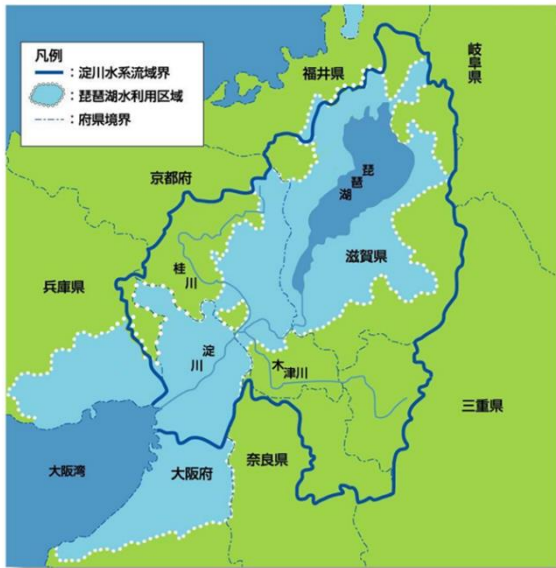 凡例
：淀川水系流域界
：琵琶湖水利用区域
：府県境界
福井県
岐阜県
京都府
琵琶湖
滋賀県
兵庫県
桂川
淀川
木津川
三重県
大阪湾
大阪府
奈良県